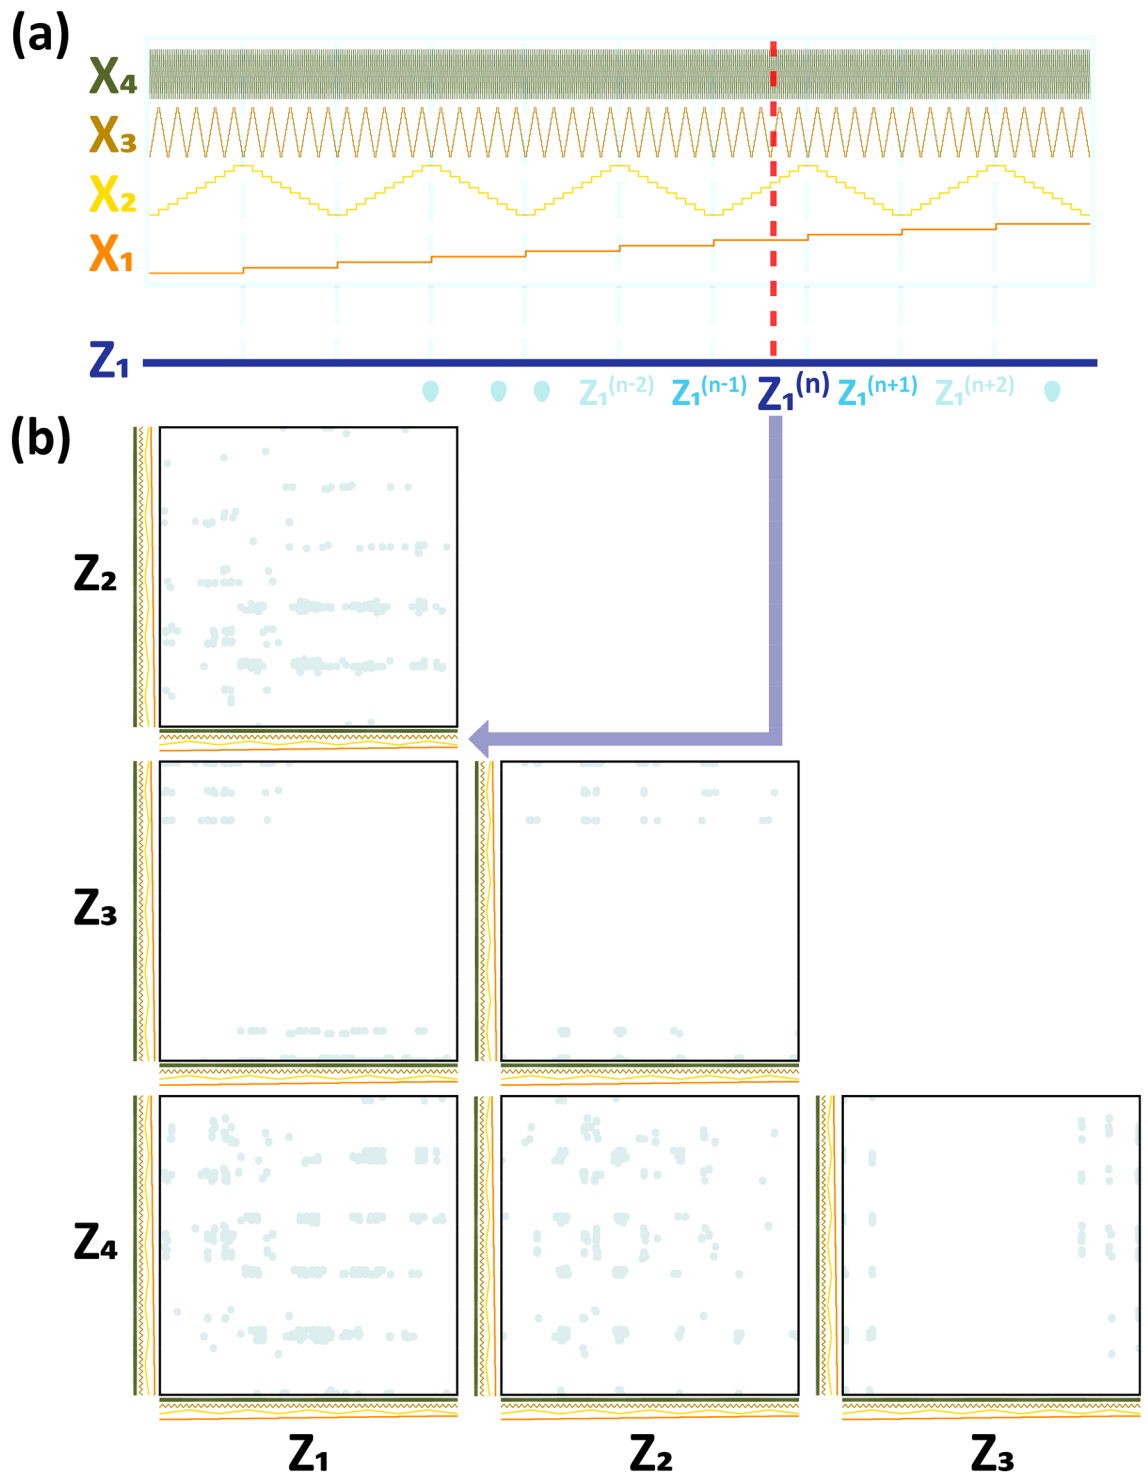 (a)
X₄
X₃
X₂
X₁
Z₁
Z₁⁽ⁿ⁻²⁾ Z₁⁽ⁿ⁻¹⁾ Z₁⁽ⁿ⁾ Z₁⁽ⁿ⁺¹⁾ Z₁⁽ⁿ⁺²⁾
(b)
Z₂
Z₃
Z₄
Z₁ Z₂ Z₃